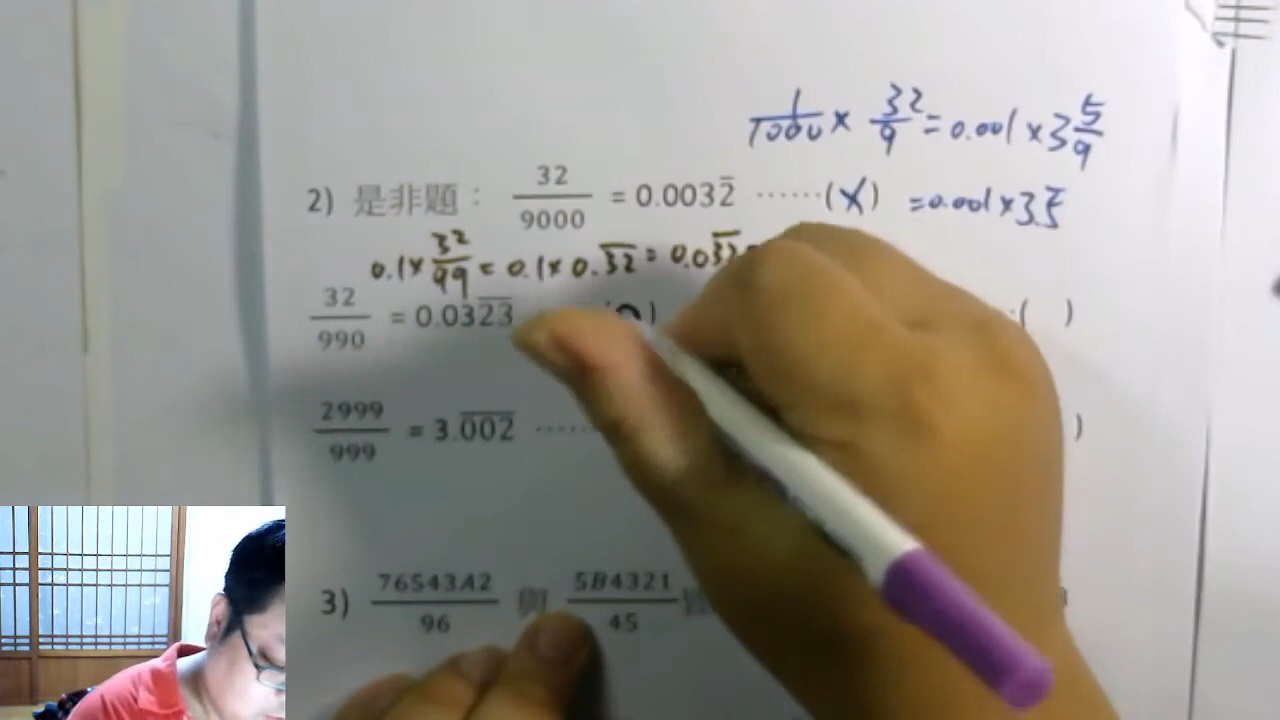 1/1000 × 32/9 = 0.001 × 3 5/9
2) 是非題： 32/9000 = 0.0032̅ ······(X) = 0.001 × 3.5̅
0.1 × 32/99 = 0.1 × 0.3̅2̅ = 0.03̅2̅
32/990 = 0.032̅3̅ (O) ·( )
2999/999 = 3.0̅0̅2̅ ······ )
3) 76543A2/96 與 5B4321/45